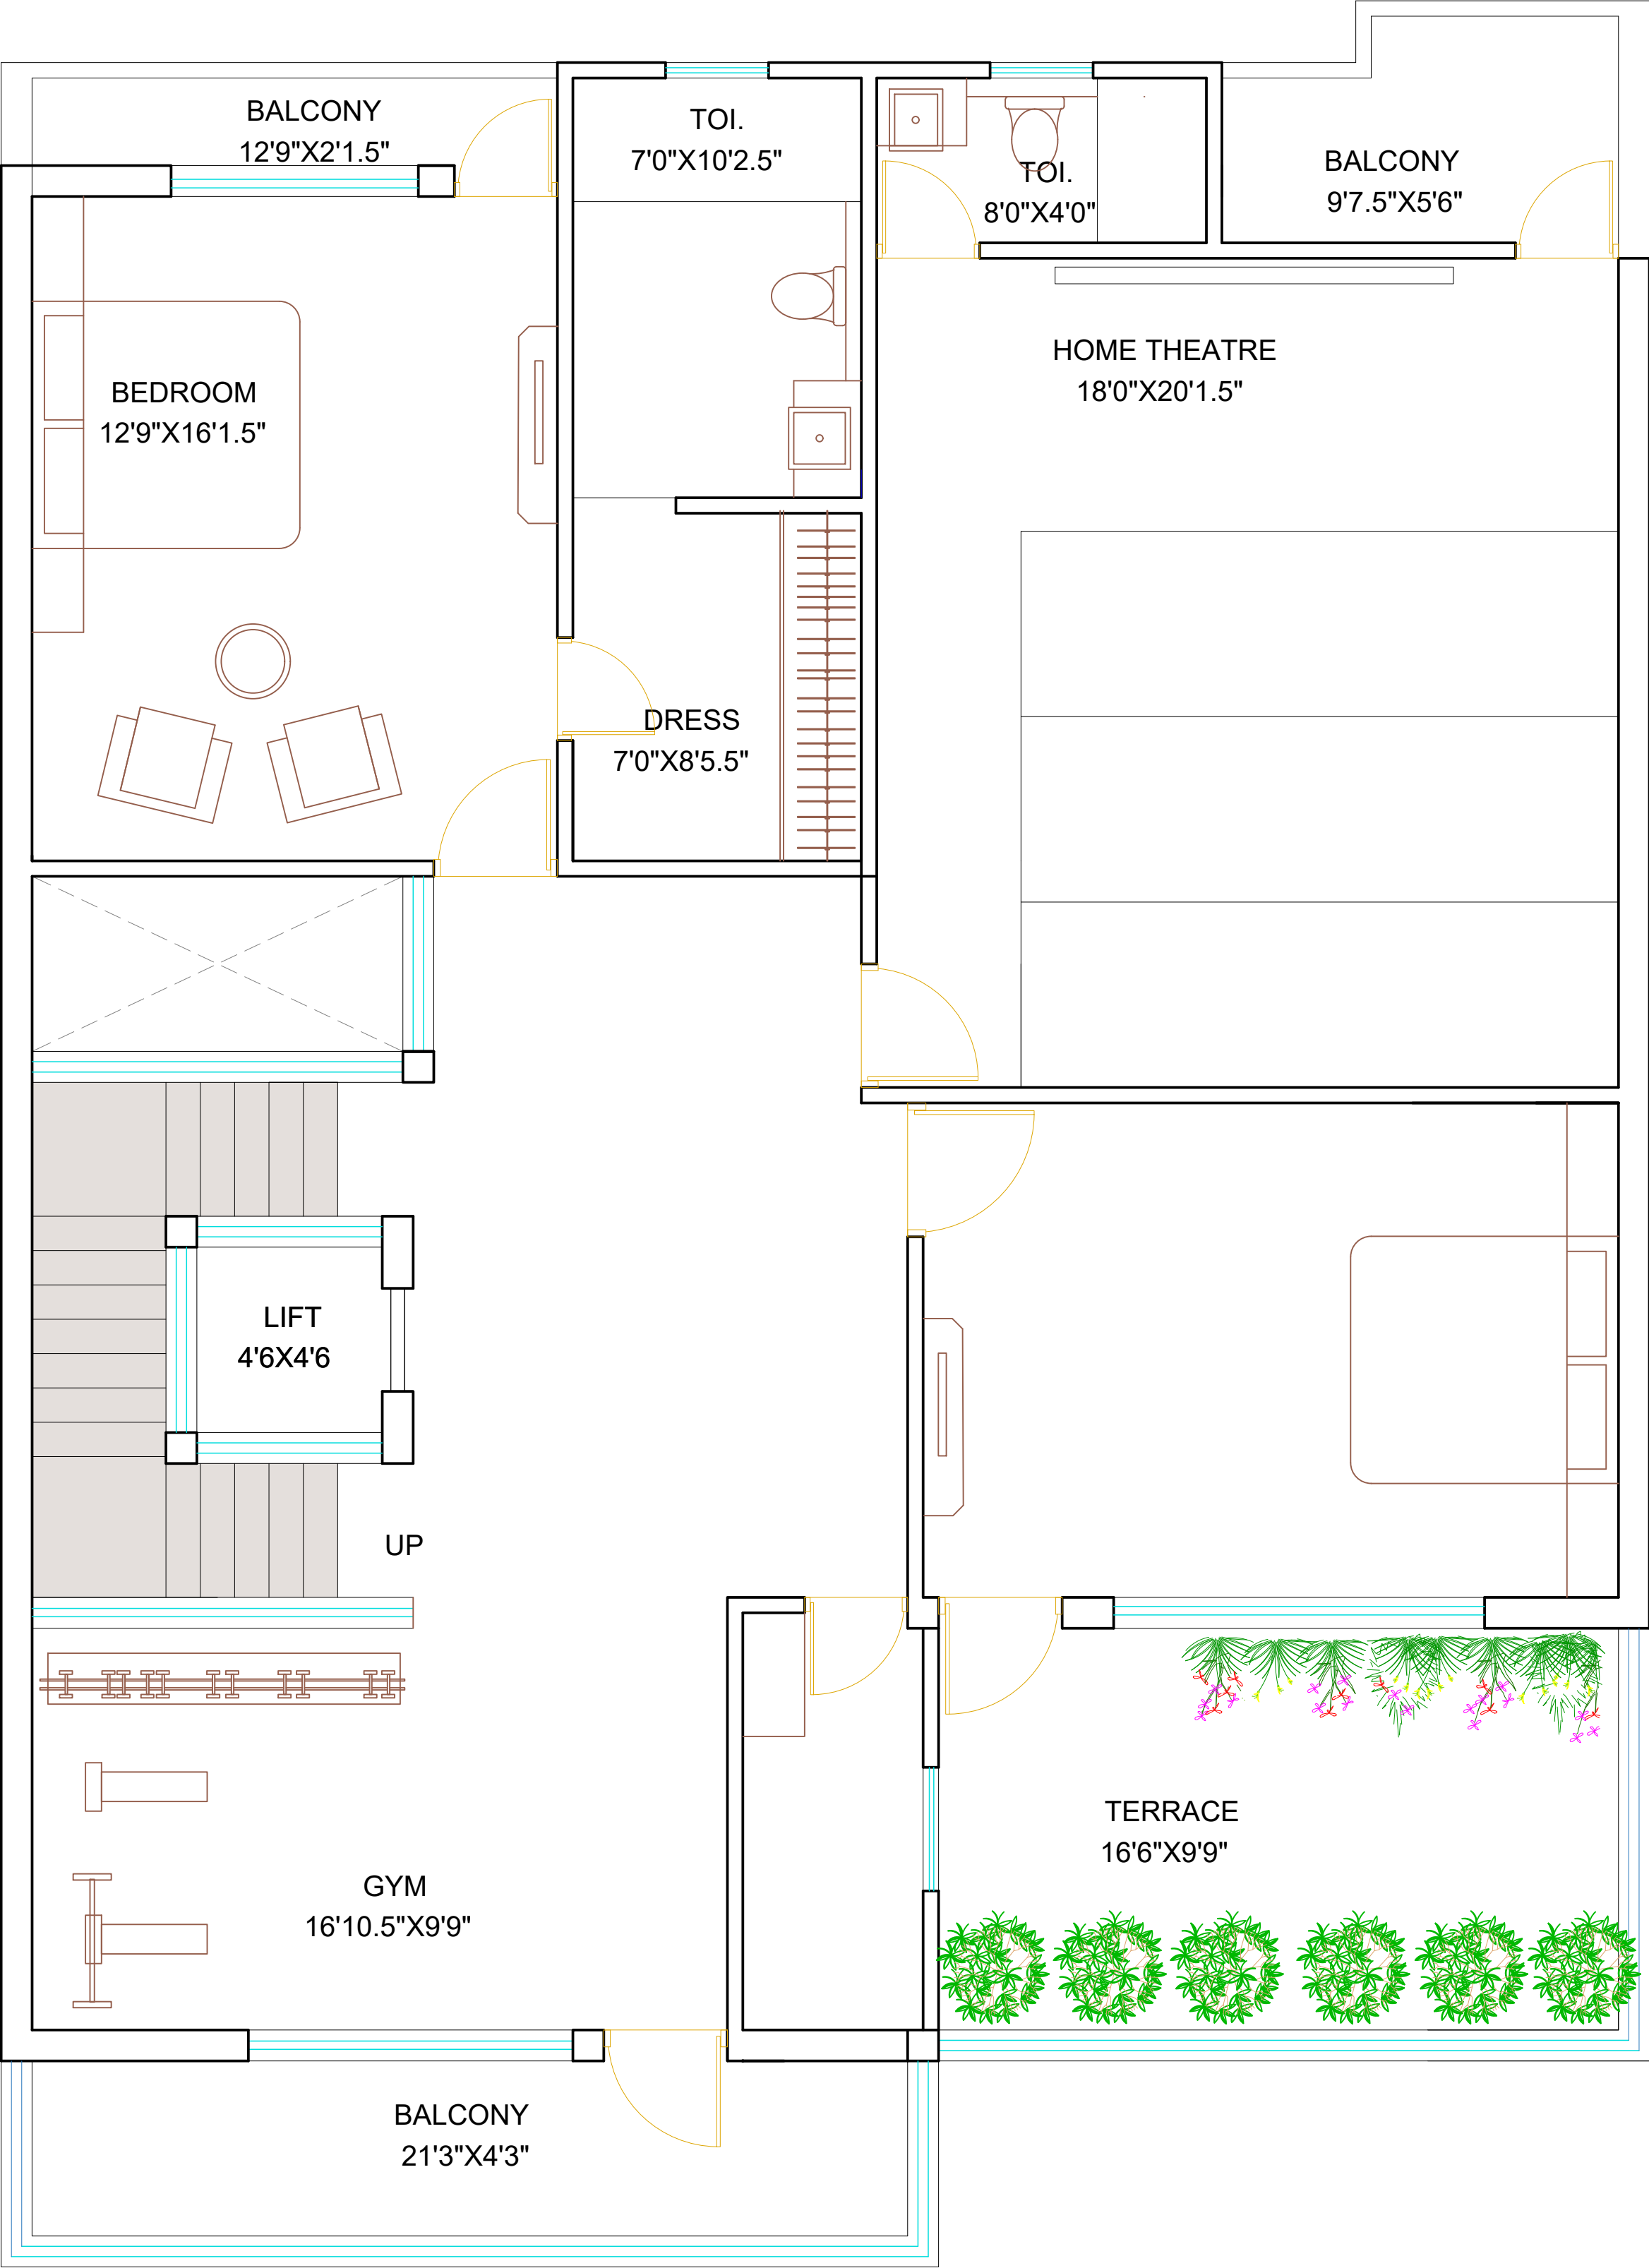 BALCONY
12'9"X2'1.5"
TOI.
7'0"X10'2.5"
TOI.
8'0"X4'0"
BALCONY
9'7.5"X5'6"
HOME THEATRE
18'0"X20'1.5"
BEDROOM
12'9"X16'1.5"
DRESS
7'0"X8'5.5"
LIFT
4'6X4'6
UP
TERRACE
16'6"X9'9"
GYM
16'10.5"X9'9"
BALCONY
21'3"X4'3"